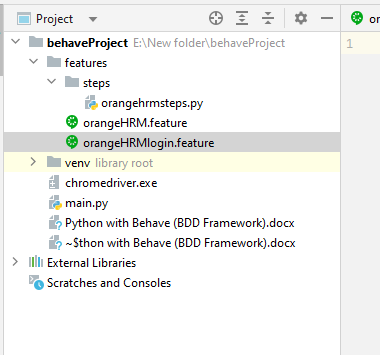 Project
or
behaveProject E:\New folder\behaveProject
1
features
steps
orangehrmsteps.py
orangeHRM.feature
orangeHRMlogin.feature
venv library root
chromedriver.exe
main.py
Python with Behave (BDD Framework).docx
~$thon with Behave (BDD Framework).docx
External Libraries
Scratches and Consoles